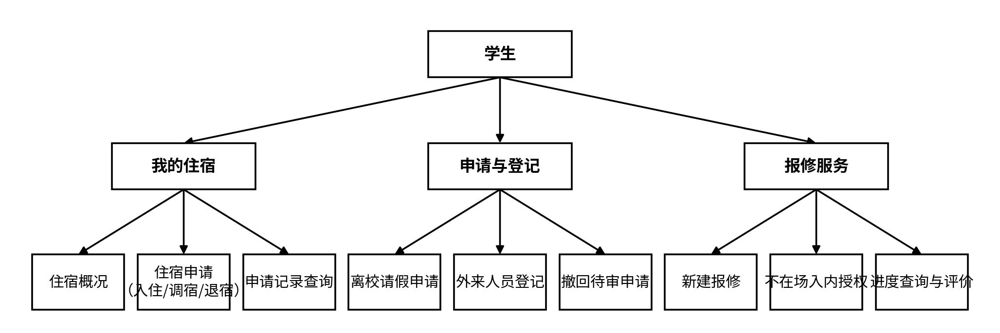 学生
我的住宿
申请与登记
报修服务
住宿概况
住宿申请
（入住/调宿/退宿）
申请记录查询
离校请假申请
外来人员登记
撤回待审申请
新建报修
不在场入内授权
进度查询与评价